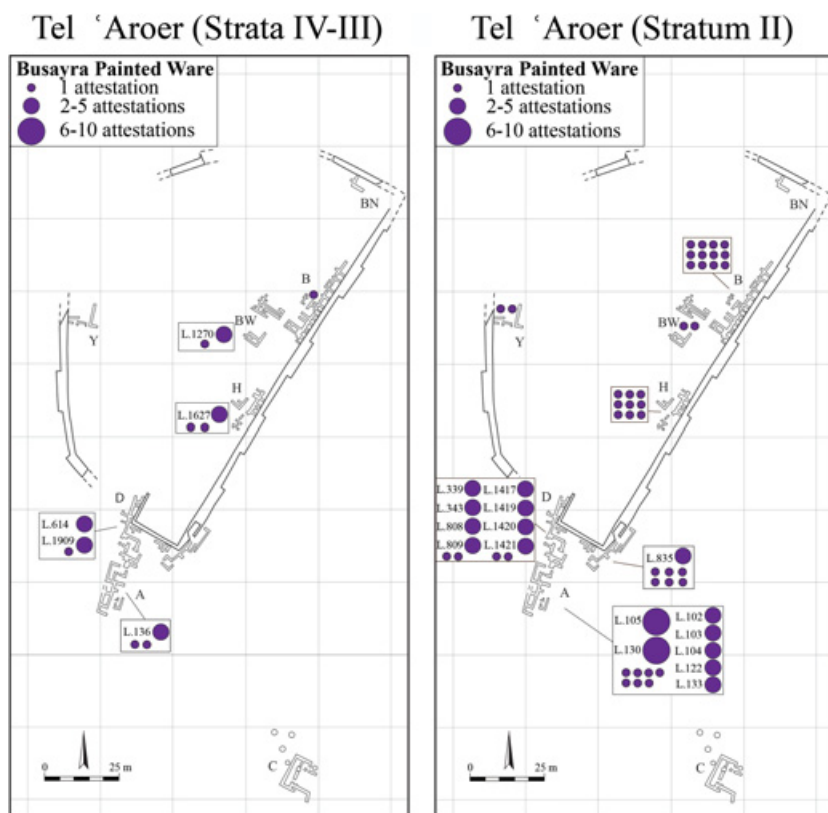 Tel ʿAroer (Strata IV-III)
Busayra Painted Ware
1 attestation
2-5 attestations
6-10 attestations
BN
B
BW
L.1270
Y
H
L.1627
D
L.614
L.1909
A
L.136
C
0 25 m
Tel ʿAroer (Stratum II)
Busayra Painted Ware
1 attestation
2-5 attestations
6-10 attestations
BN
B
BW
Y
H
D
L.339 L.1417
L.343 L.1419
L.808 L.1420
L.809 L.1421
L.835
A
L.105 L.102
L.103
L.130 L.104
L.122
L.133
C
0 25 m